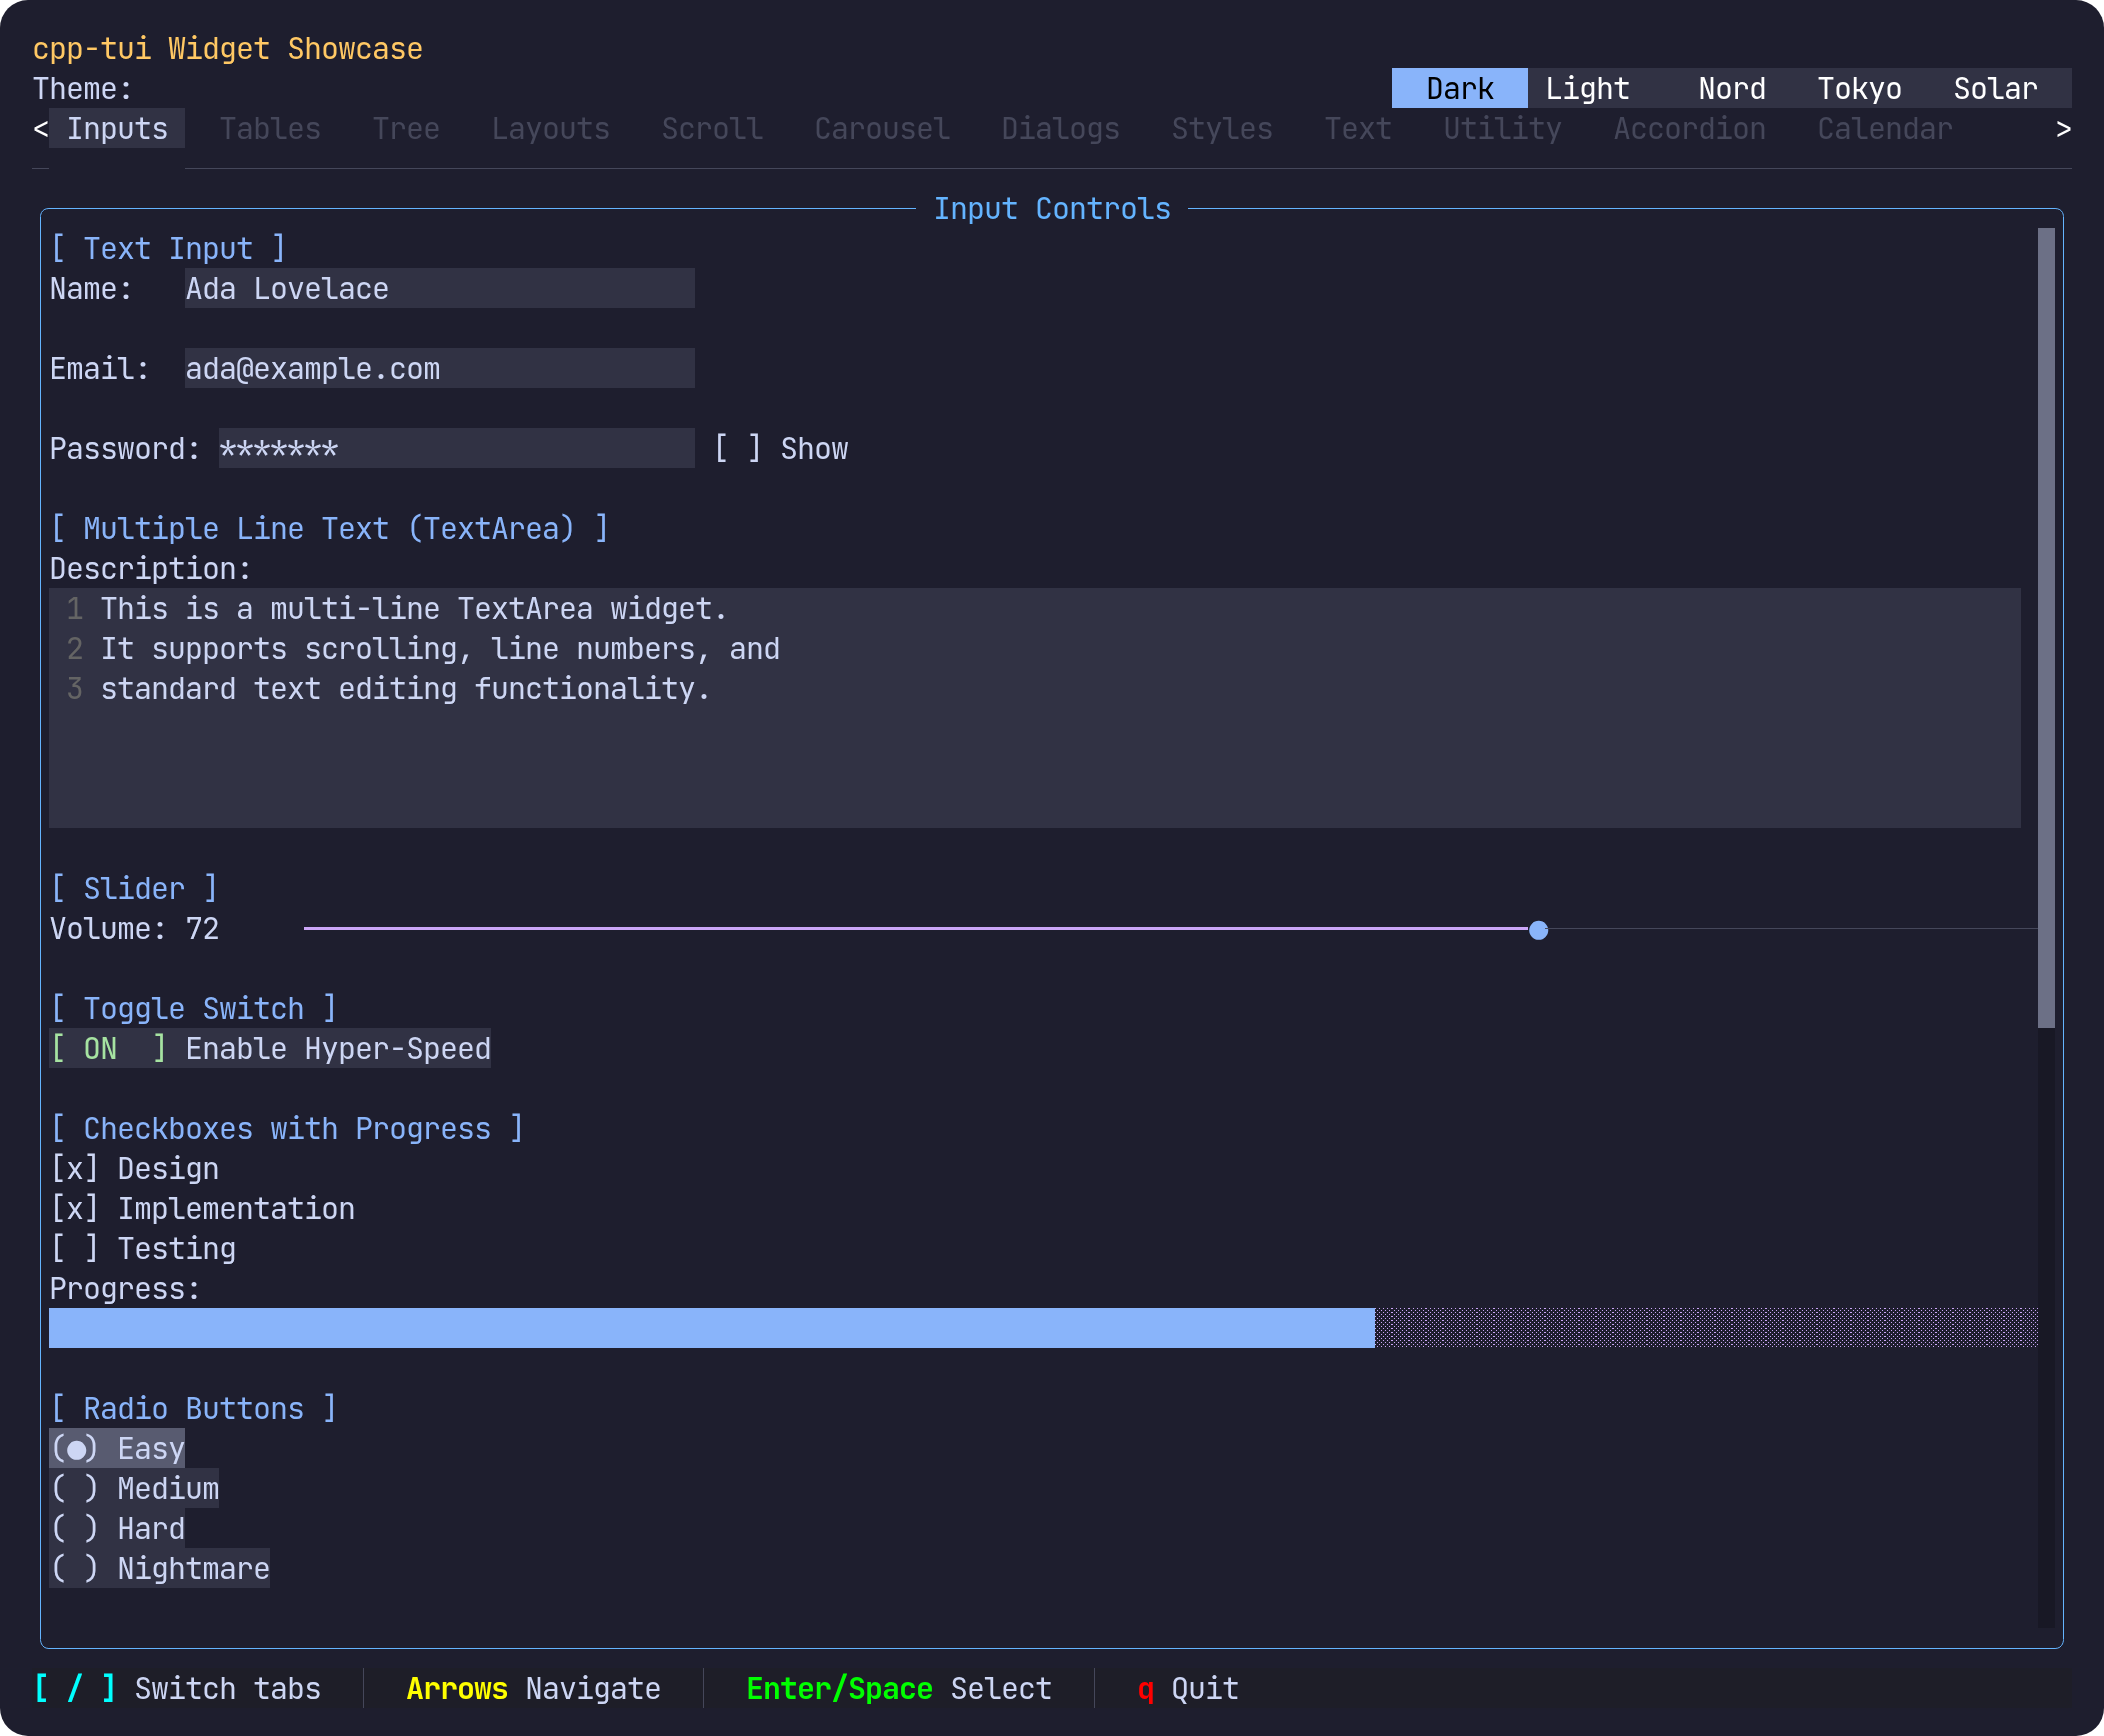 cpp-tui Widget Showcase
Theme: Dark Light Nord Tokyo Solar
< Inputs Tables Tree Layouts Scroll Carousel Dialogs Styles Text Utility Accordion Calendar >
Input Controls
[ Text Input ]
Name: Ada Lovelace
Email: ada@example.com
Password: ******* [ ] Show
[ Multiple Line Text (TextArea) ]
Description:
1 This is a multi-line TextArea widget.
2 It supports scrolling, line numbers, and
3 standard text editing functionality.
[ Slider ]
Volume: 72
[ Toggle Switch ]
[ ON ] Enable Hyper-Speed
[ Checkboxes with Progress ]
[x] Design
[x] Implementation
[ ] Testing
Progress:
[ Radio Buttons ]
(●) Easy
( ) Medium
( ) Hard
( ) Nightmare
[ / ] Switch tabs │ Arrows Navigate │ Enter/Space Select │ q Quit